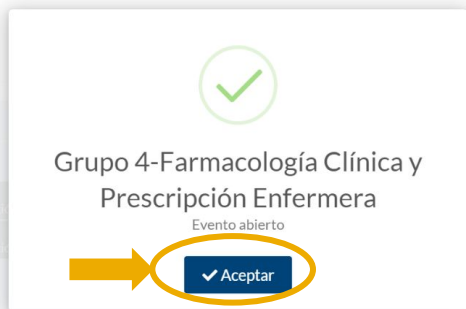 Grupo 4-Farmacología Clínica y
Prescripción Enfermera
Evento abierto
Aceptar